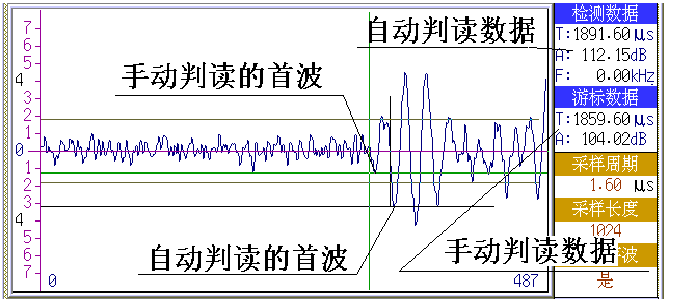 7
6
5
4
3
2
1
0
1
2
3
4
5
6
7
0
487
自动判读数据
手动判读的首波
自动判读的首波
手动判读数据
检测数据
T:1891.60μs
A: 112.15dB
F: 0.00kHz
游标数据
T:1859.60μs
A: 104.02dB
采样周期
1.60 μs
采样长度
1024
波
是